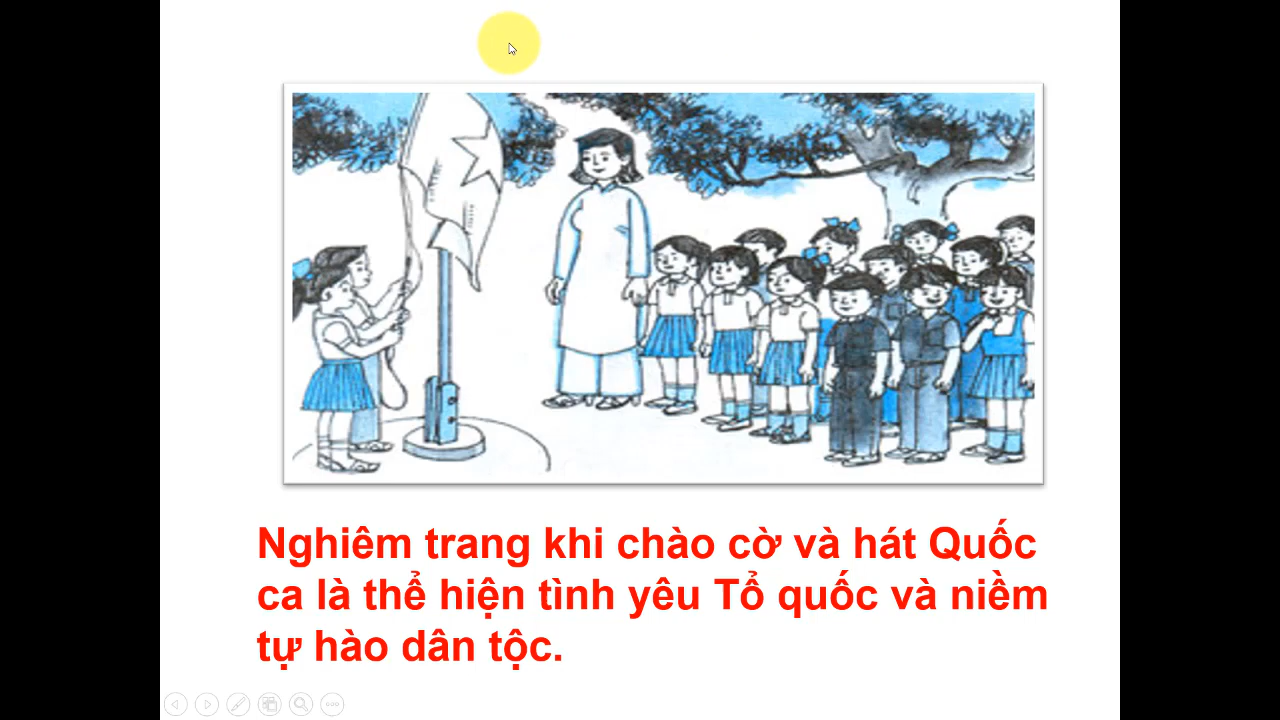 Nghiêm trang khi chào cờ và hát Quốc
ca là thể hiện tình yêu Tổ quốc và niềm
tự hào dân tộc.